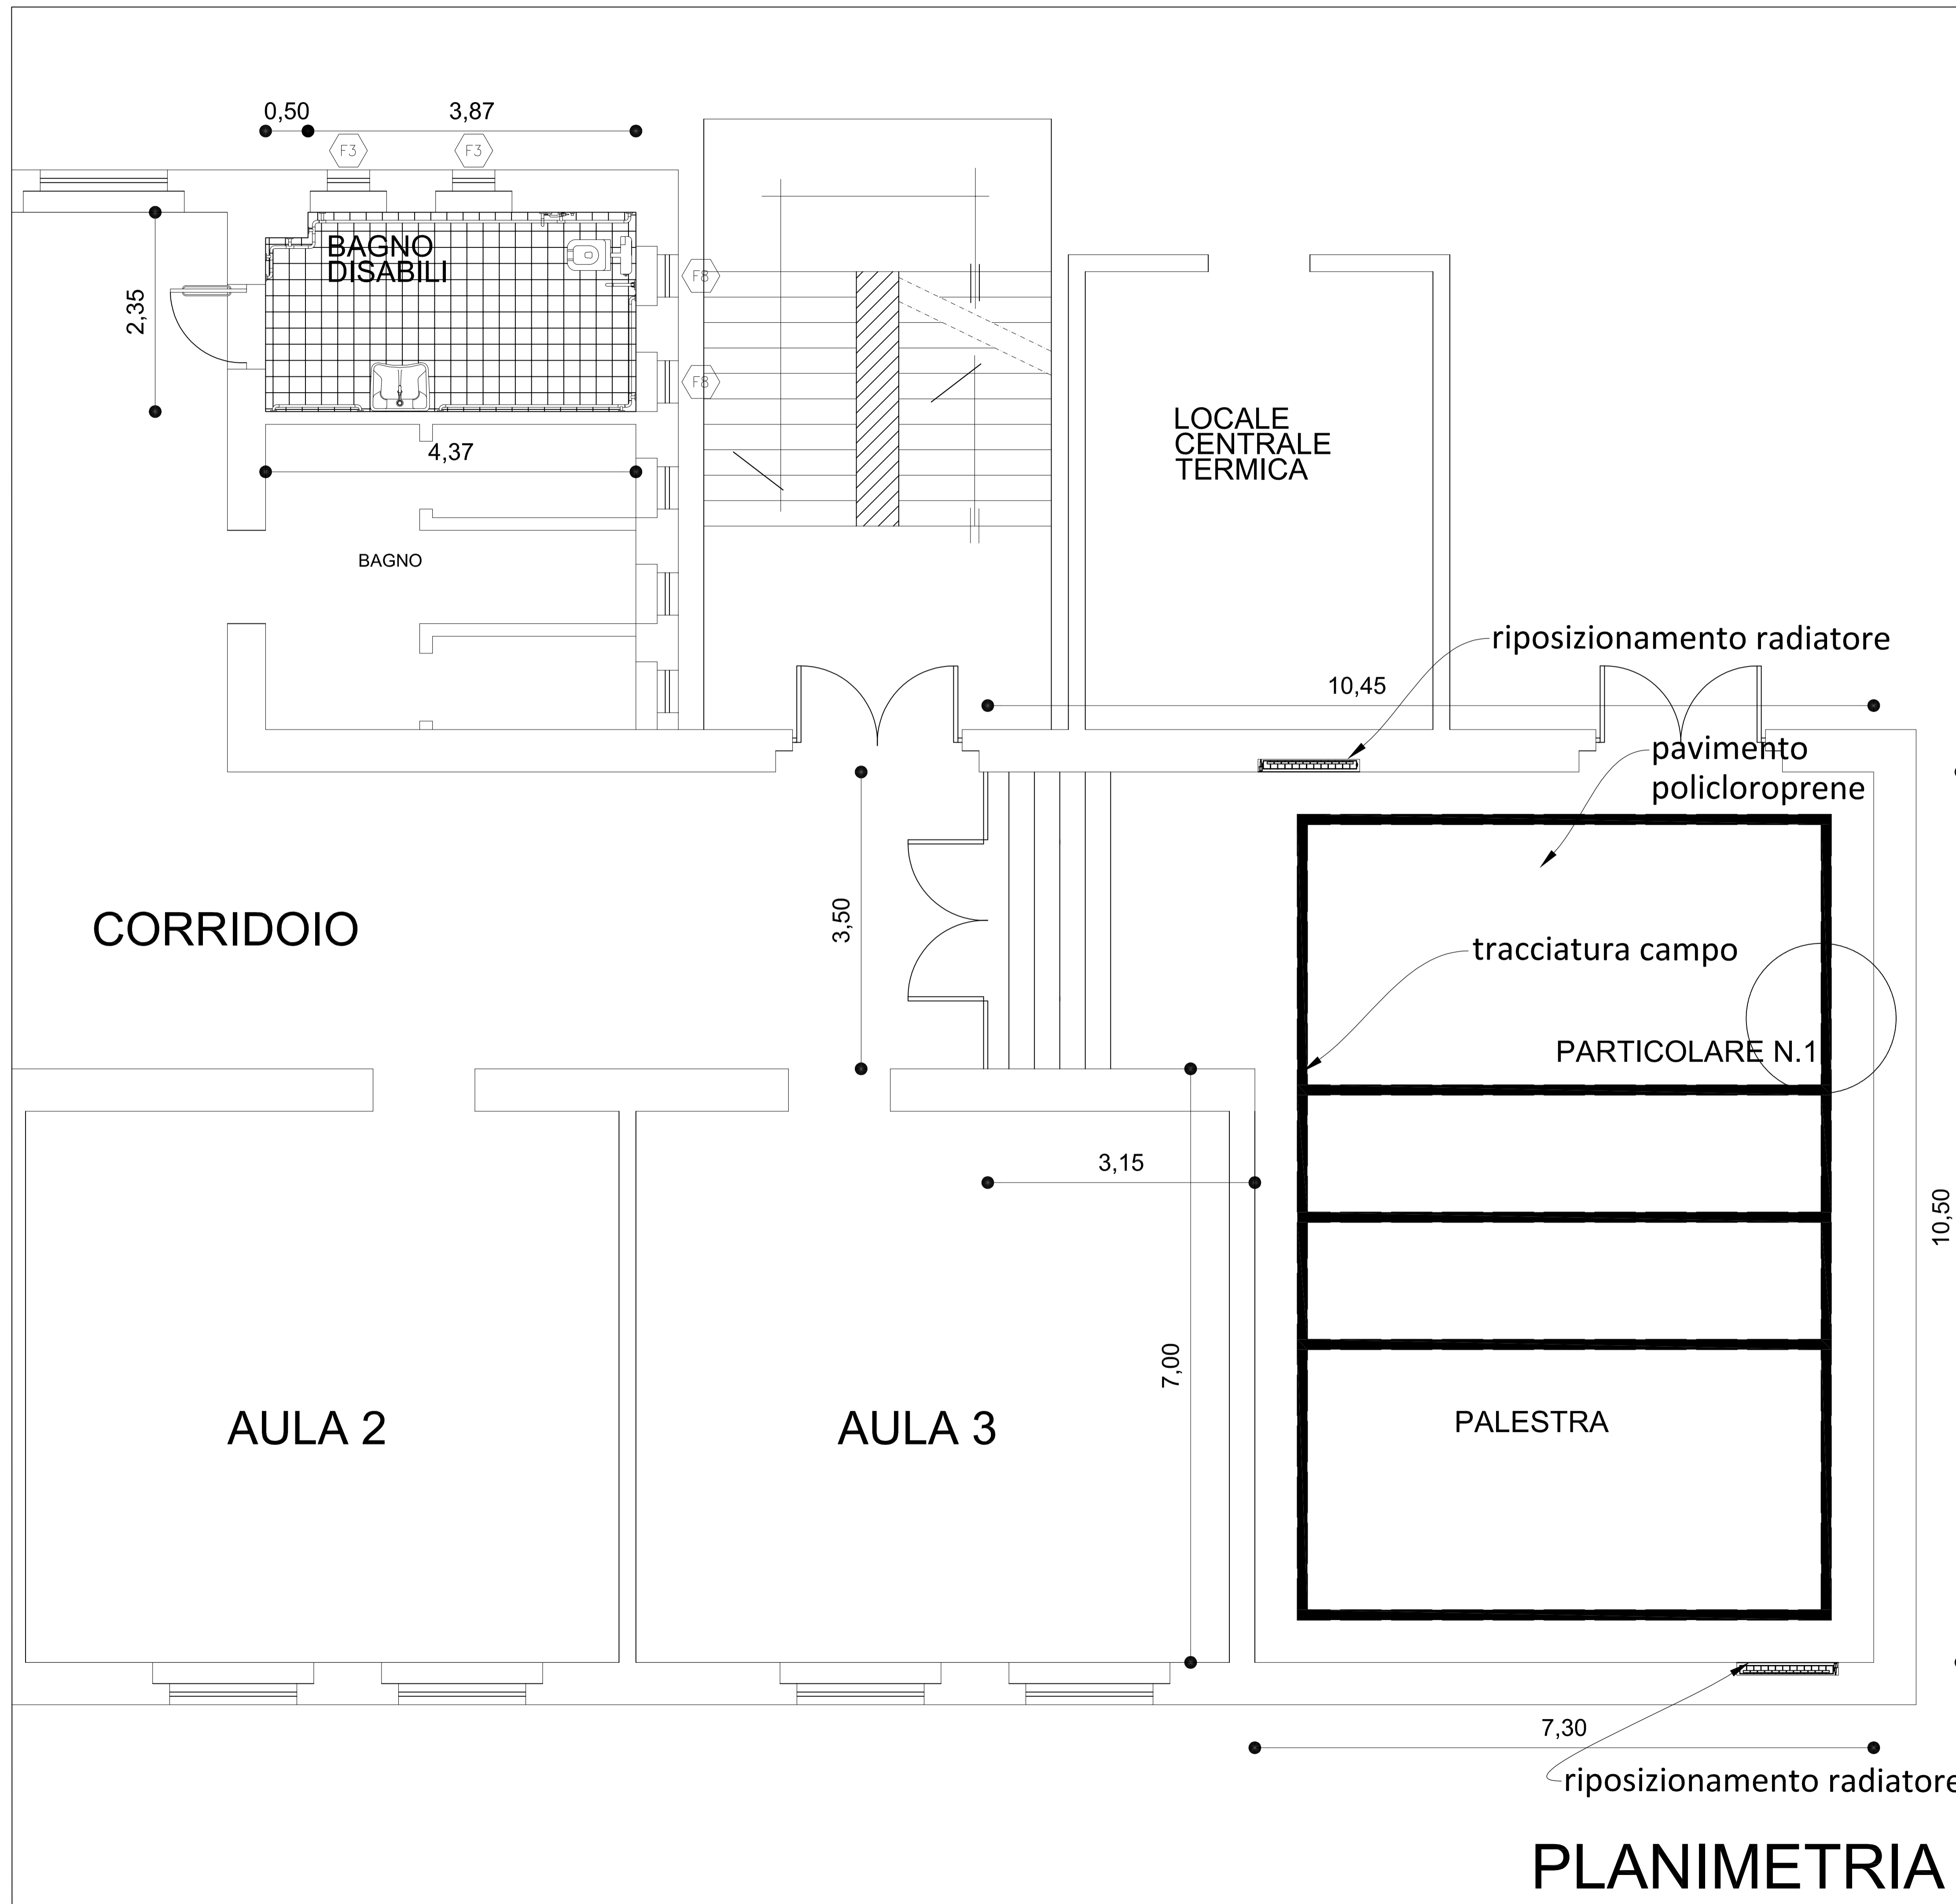 0,50
3,87
F3
F3
BAGNO
DISABILI
F8
2,35
F8
LOCALE
CENTRALE
TERMICA
4,37
BAGNO
riposizionamento radiatore
10,45
pavimento
policloroprene
3,50
CORRIDOIO
tracciatura campo
PARTICOLARE N.1
3,15
10,50
7,00
AULA 2
AULA 3
PALESTRA
7,30
riposizionamento radiatore
PLANIMETRIA